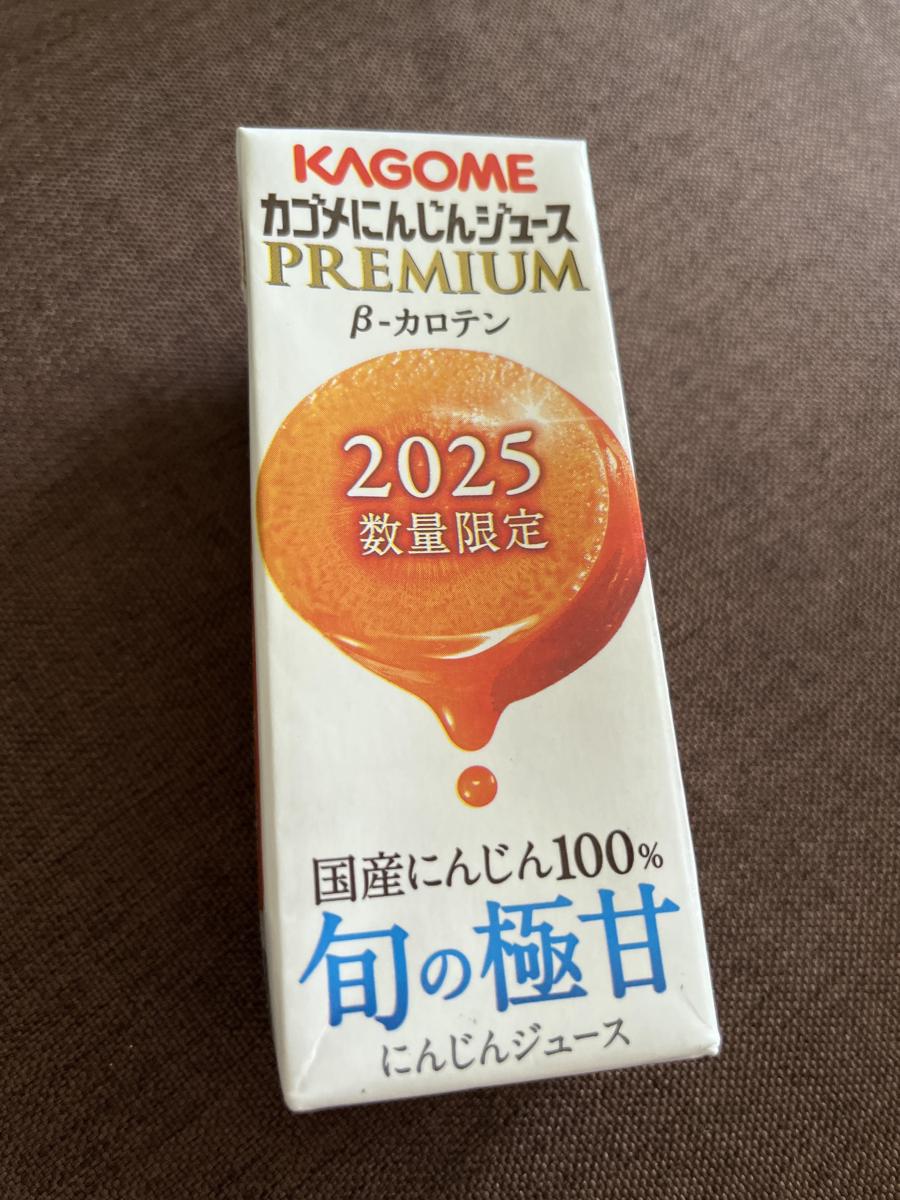 KAGOME
カゴメにんじんジュース
PREMIUM
β-カロテン
2025
数量限定
国産にんじん100%
旬の極甘
にんじんジュース